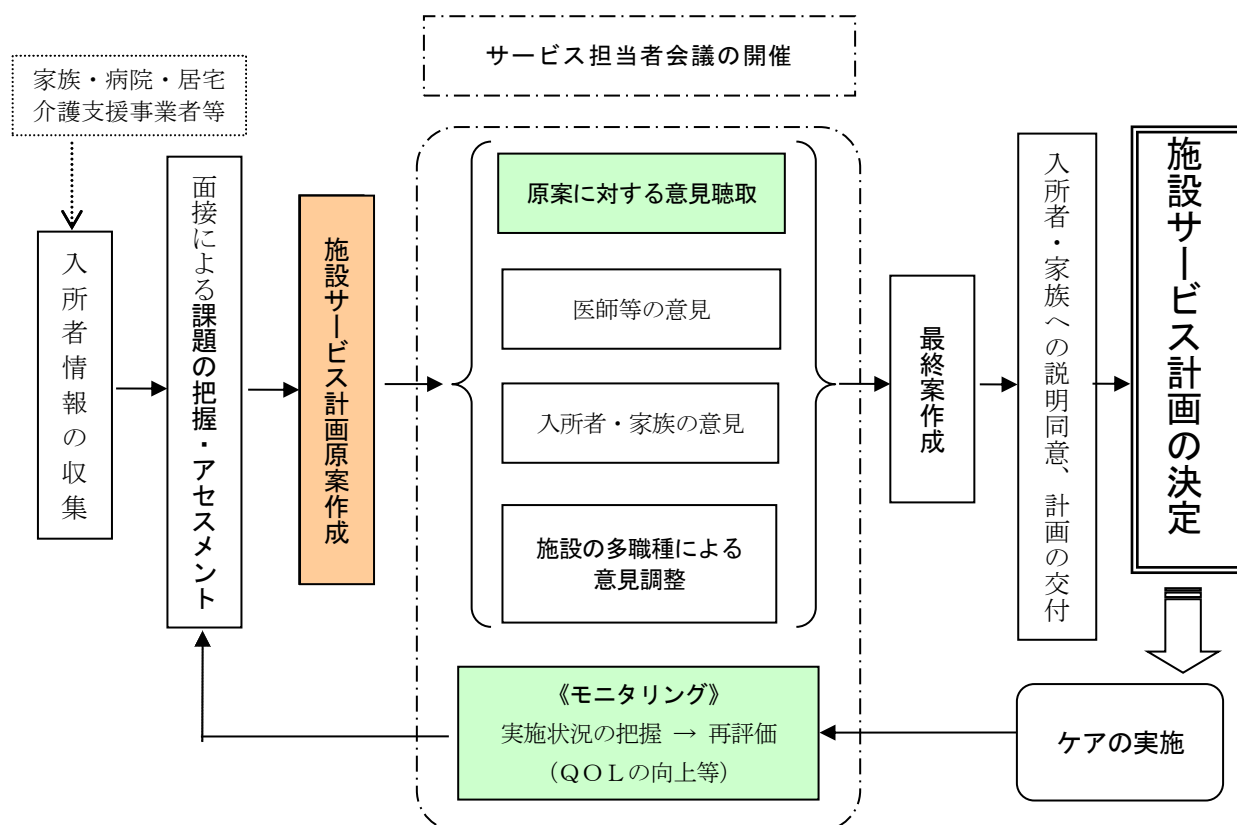 サービス担当者会議の開催
家族・病院・居宅
介護支援事業者等
入所者情報の収集
面接による課題の把握・アセスメント
施設サービス計画原案作成
原案に対する意見聴取
医師等の意見
入所者・家族の意見
施設の多職種による
意見調整
最終案作成
入所者・家族への説明同意、計画の交付
施設サービス計画の決定
《モニタリング》
実施状況の把握 → 再評価
（ＱＯＬの向上等）
ケアの実施